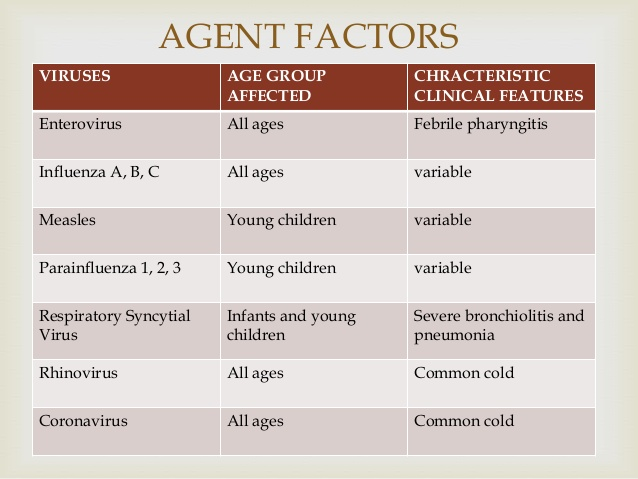 AGENT FACTORS
VIRUSES
AGE GROUP
AFFECTED
CHRACTERISTIC
CLINICAL FEATURES
Enterovirus
All ages
Febrile pharyngitis
Influenza A, B, C
All ages
variable
Measles
Young children
variable
Parainfluenza 1, 2, 3
Young children
variable
Respiratory Syncytial
Virus
Infants and young
children
Severe bronchiolitis and
pneumonia
Rhinovirus
All ages
Common cold
Coronavirus
All ages
Common cold